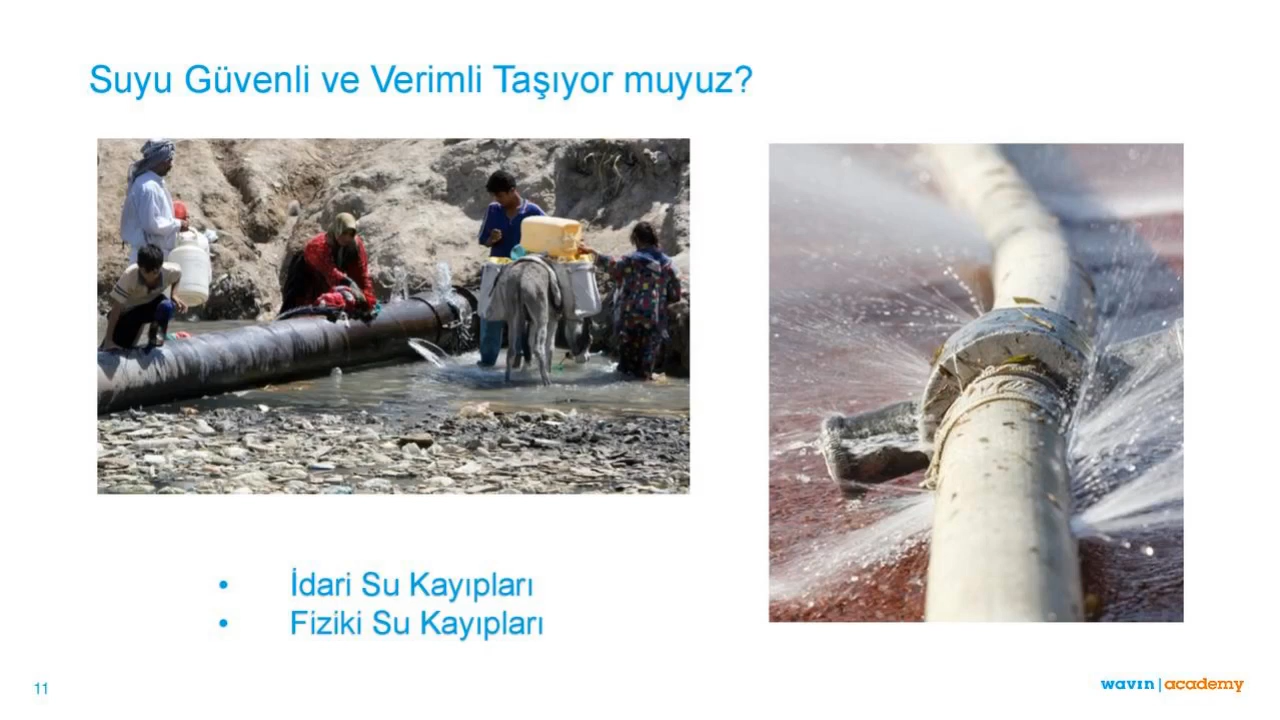 Suyu Güvenli ve Verimli Taşıyor muyuz?
• İdari Su Kayıpları
• Fiziki Su Kayıpları
11
wavin | academy